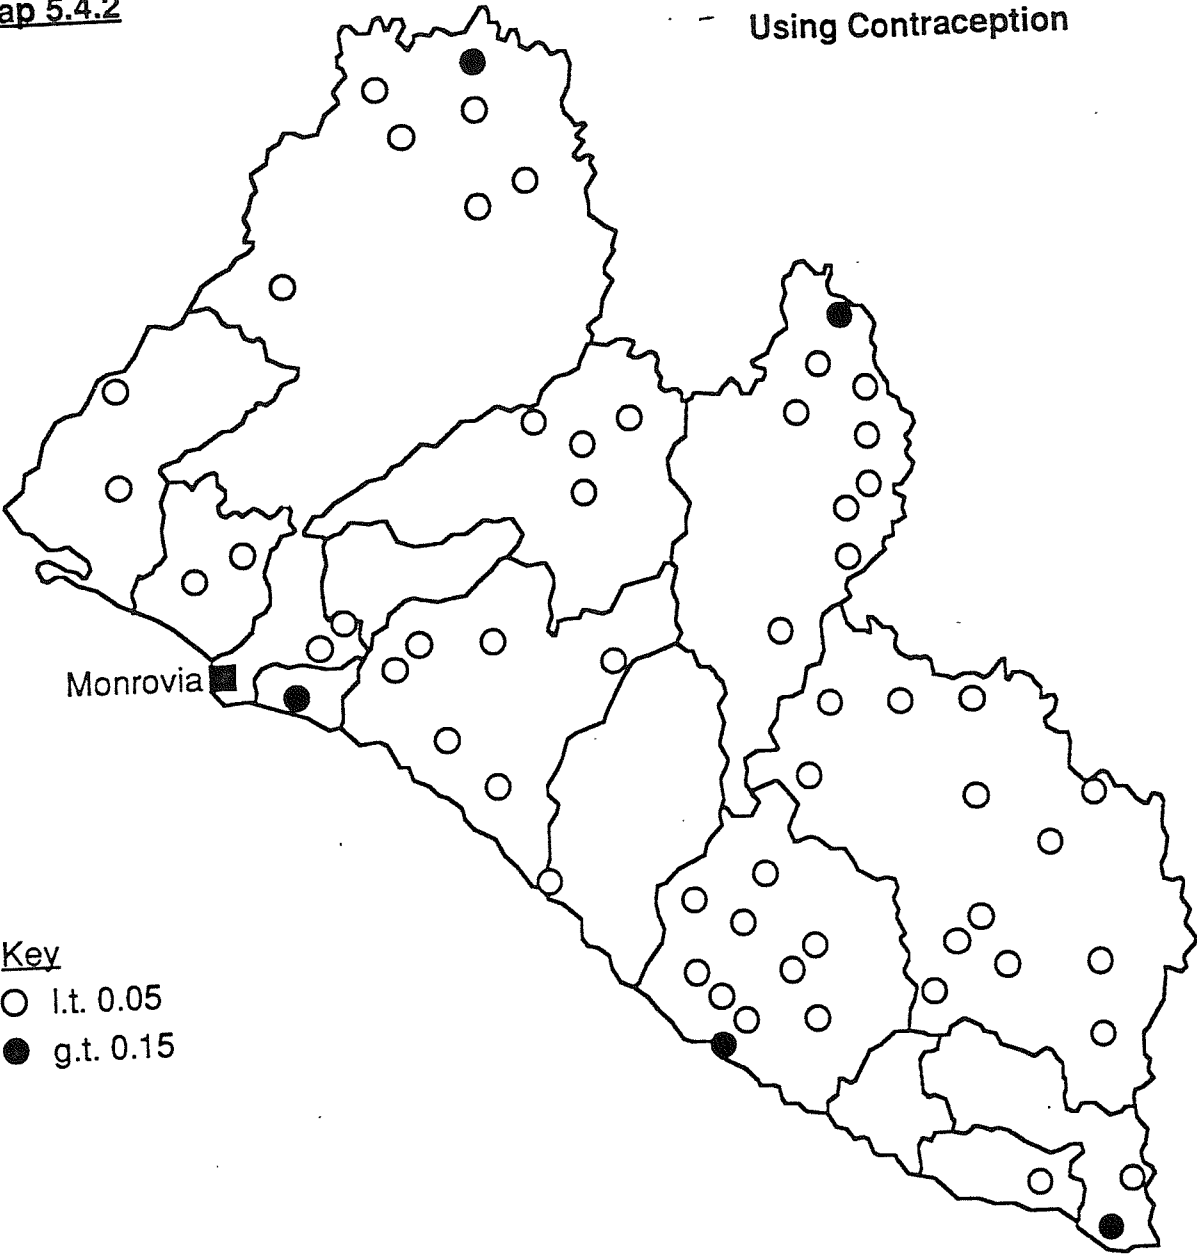 ap 5.4.2
Using Contraception
Monrovia
Key
l.t. 0.05
g.t. 0.15